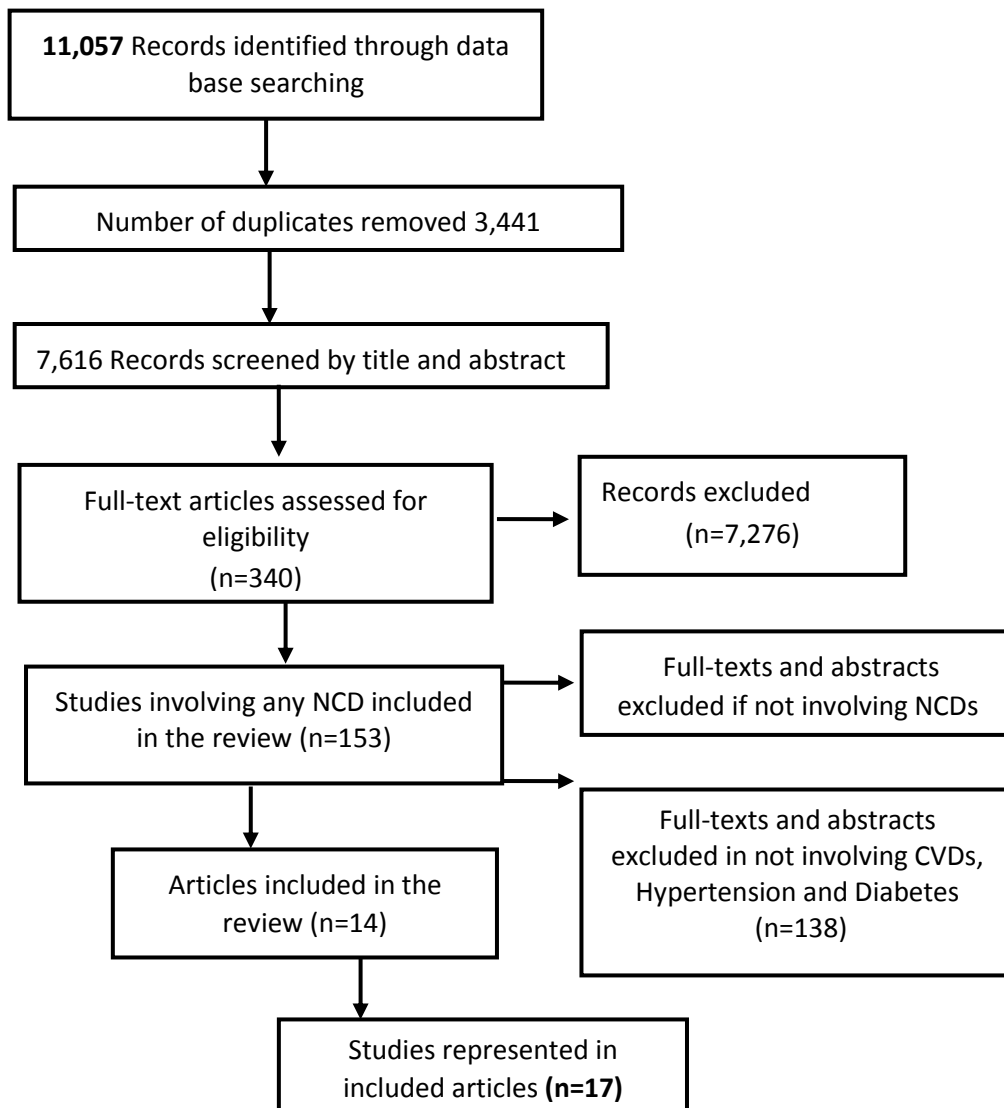 11,057 Records identified through data
base searching
Number of duplicates removed 3,441
7,616 Records screened by title and abstract
Full-text articles assessed for
eligibility
(n=340)
Records excluded
(n=7,276)
Studies involving any NCD included
in the review (n=153)
Full-texts and abstracts
excluded if not involving NCDs
Full-texts and abstracts
excluded in not involving CVDs,
Hypertension and Diabetes
(n=138)
Articles included in the
review (n=14)
Studies represented in
included articles (n=17)